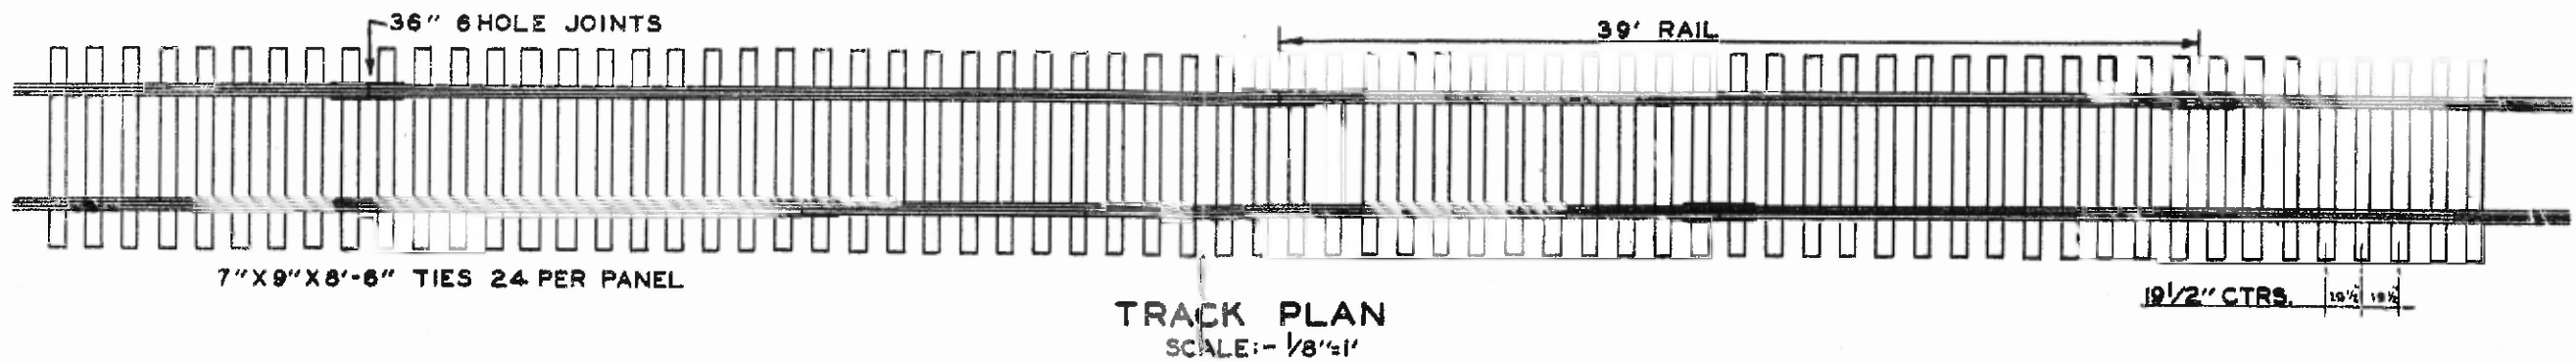 36" 6 HOLE JOINTS
39' RAIL
7"X9"X8'-6" TIES 24 PER PANEL
19 1/2" CTRS. 19 1/2" 19 1/2"
TRACK PLAN
SCALE:- 1/8"=1'